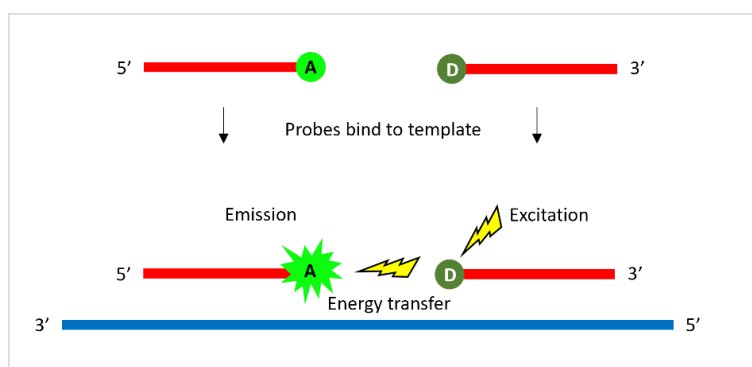 5’ A D 3’
Probes bind to template
Emission Excitation
5’ A D 3’
Energy transfer
3’ 5’